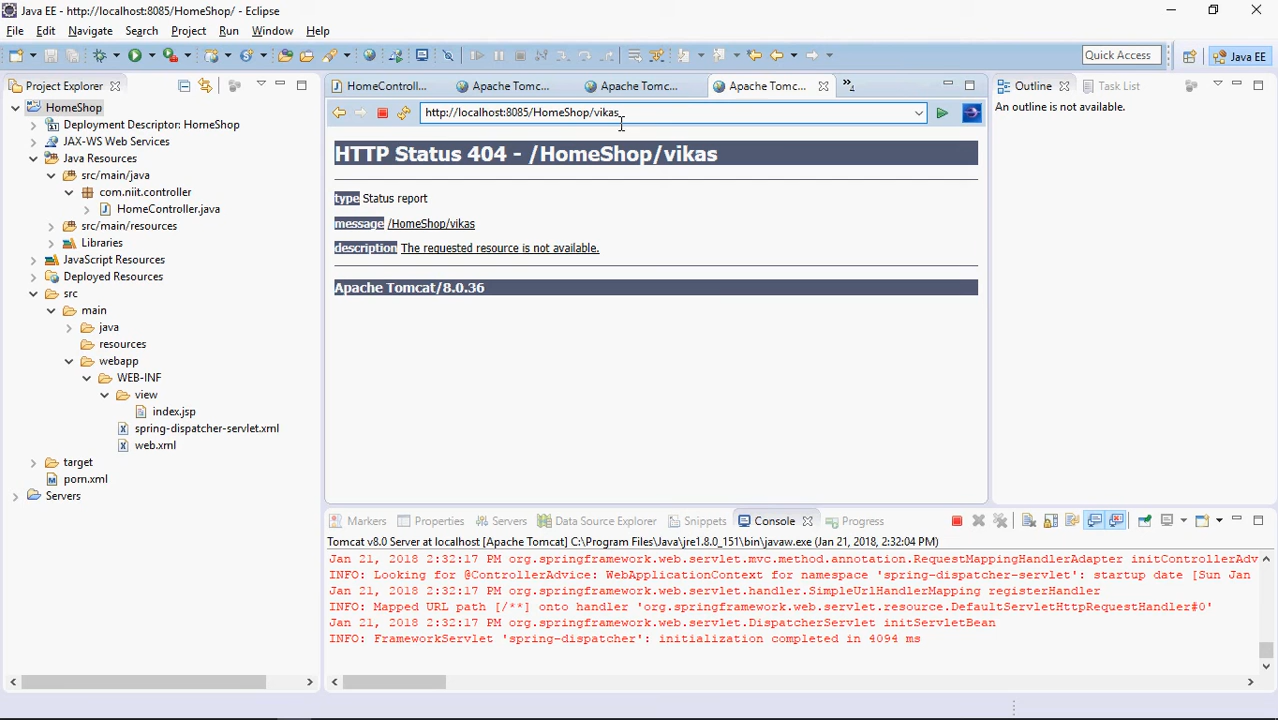 Java EE - http://localhost:8085/HomeShop/ - Eclipse
File Edit Navigate Search Project Run Window Help
Quick Access
Java EE
Project Explorer
HomeShop
Deployment Descriptor: HomeShop
JAX-WS Web Services
Java Resources
src/main/java
com.niit.controller
HomeController.java
src/main/resources
Libraries
JavaScript Resources
Deployed Resources
src
main
java
resources
webapp
WEB-INF
view
index.jsp
spring-dispatcher-servlet.xml
web.xml
target
pom.xml
Servers
HomeControll... Apache Tomc... Apache Tomc... Apache Tomc...
http://localhost:8085/HomeShop/vikas
HTTP Status 404 - /HomeShop/vikas
type Status report
message /HomeShop/vikas
description The requested resource is not available.
Apache Tomcat/8.0.36
Outline Task List
An outline is not available.
Markers Properties Servers Data Source Explorer Snippets Console Progress
Tomcat v8.0 Server at localhost [Apache Tomcat] C:\Program Files\Java\jre1.8.0_151\bin\javaw.exe (Jan 21, 2018, 2:32:04 PM)
Jan 21, 2018 2:32:17 PM org.springframework.web.servlet.mvc.method.annotation.RequestMappingHandlerAdapter initControllerAdv
INFO: Looking for @ControllerAdvice: WebApplicationContext for namespace 'spring-dispatcher-servlet': startup date [Sun Jan
Jan 21, 2018 2:32:17 PM org.springframework.web.servlet.handler.SimpleUrlHandlerMapping registerHandler
INFO: Mapped URL path [/**] onto handler 'org.springframework.web.servlet.resource.DefaultServletHttpRequestHandler#0'
Jan 21, 2018 2:32:17 PM org.springframework.web.servlet.DispatcherServlet initServletBean
INFO: FrameworkServlet 'spring-dispatcher': initialization completed in 4094 ms